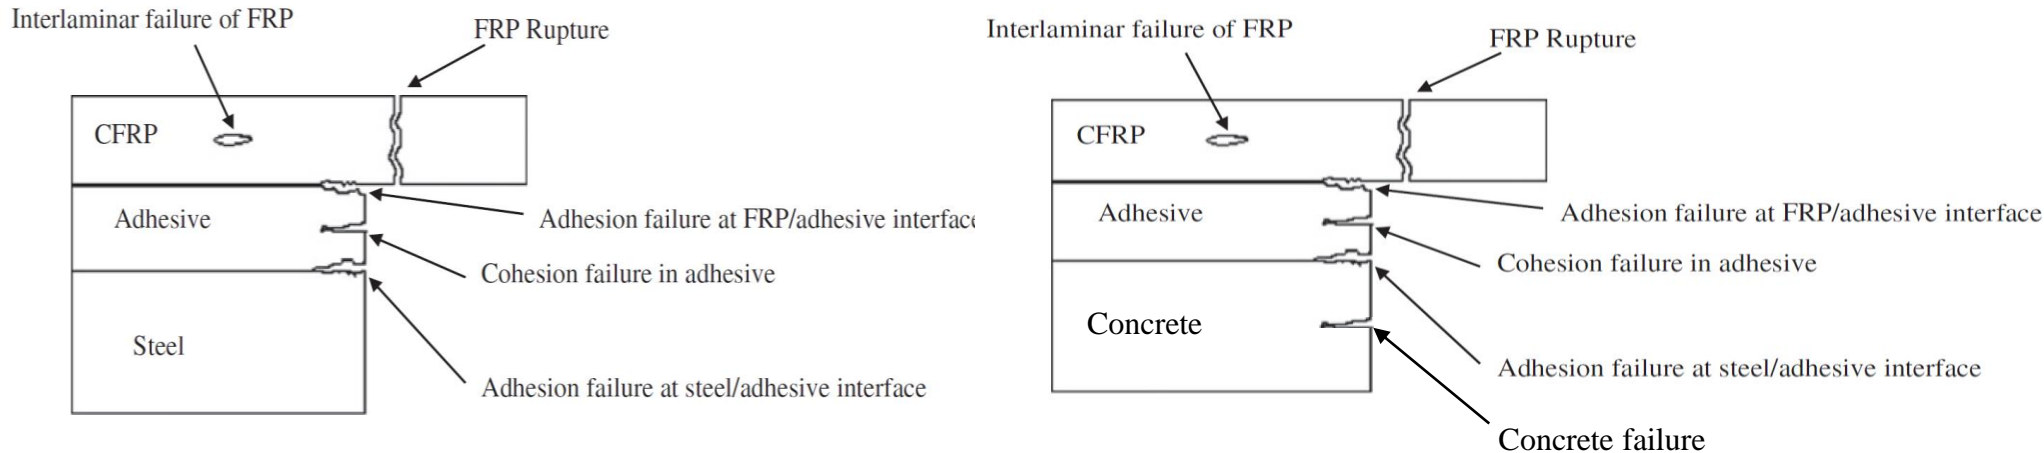 Interlaminar failure of FRP
FRP Rupture
CFRP
Adhesive
Adhesion failure at FRP/adhesive interface
Cohesion failure in adhesive
Steel
Adhesion failure at steel/adhesive interface
Interlaminar failure of FRP
FRP Rupture
CFRP
Adhesive
Adhesion failure at FRP/adhesive interface
Cohesion failure in adhesive
Concrete
Adhesion failure at steel/adhesive interface
Concrete failure